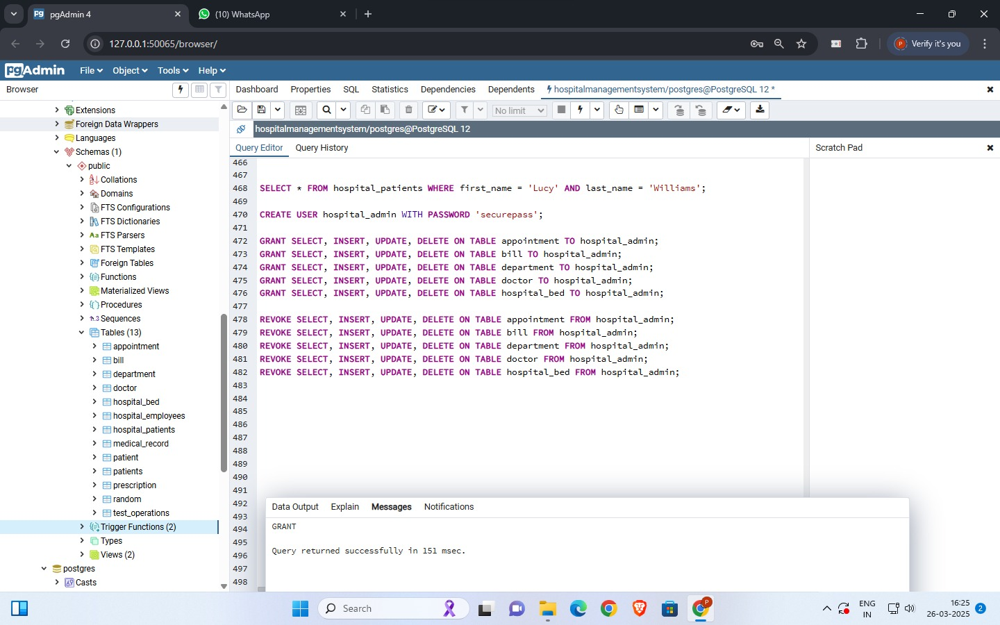 pgAdmin 4
(10) WhatsApp
127.0.0.1:50065/browser/
Verify it's you
pgAdmin File Object Tools Help
Browser
Dashboard Properties SQL Statistics Dependencies Dependents hospitalmanagementsystem/postgres@PostgreSQL 12 *
No limit
hospitalmanagementsystem/postgres@PostgreSQL 12
Query Editor Query History
Scratch Pad
Extensions
Foreign Data Wrappers
Languages
Schemas (1)
public
Collations
Domains
FTS Configurations
FTS Dictionaries
FTS Parsers
FTS Templates
Foreign Tables
Functions
Materialized Views
Procedures
Sequences
Tables (13)
appointment
bill
department
doctor
hospital_bed
hospital_employees
hospital_patients
medical_record
patient
patients
prescription
random
test_operations
Trigger Functions (2)
Types
Views (2)
postgres
Casts
466
467
468 SELECT * FROM hospital_patients WHERE first_name = 'Lucy' AND last_name = 'Williams';
469
470 CREATE USER hospital_admin WITH PASSWORD 'securepass';
471
472 GRANT SELECT, INSERT, UPDATE, DELETE ON TABLE appointment TO hospital_admin;
473 GRANT SELECT, INSERT, UPDATE, DELETE ON TABLE bill TO hospital_admin;
474 GRANT SELECT, INSERT, UPDATE, DELETE ON TABLE department TO hospital_admin;
475 GRANT SELECT, INSERT, UPDATE, DELETE ON TABLE doctor TO hospital_admin;
476 GRANT SELECT, INSERT, UPDATE, DELETE ON TABLE hospital_bed TO hospital_admin;
477
478 REVOKE SELECT, INSERT, UPDATE, DELETE ON TABLE appointment FROM hospital_admin;
479 REVOKE SELECT, INSERT, UPDATE, DELETE ON TABLE bill FROM hospital_admin;
480 REVOKE SELECT, INSERT, UPDATE, DELETE ON TABLE department FROM hospital_admin;
481 REVOKE SELECT, INSERT, UPDATE, DELETE ON TABLE doctor FROM hospital_admin;
482 REVOKE SELECT, INSERT, UPDATE, DELETE ON TABLE hospital_bed FROM hospital_admin;
483
484
485
486
487
488
489
490
491
492
493
494
495
496
497
498
Data Output Explain Messages Notifications
GRANT
Query returned successfully in 151 msec.
Search
ENG
IN
16:25
26-03-2025
2